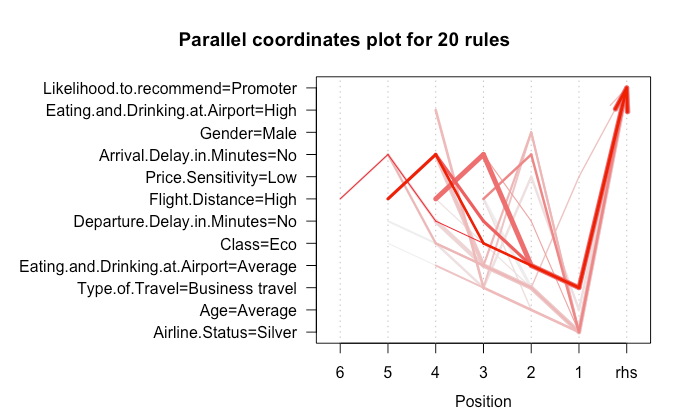 Parallel coordinates plot for 20 rules
Likelihood.to.recommend=Promoter
Eating.and.Drinking.at.Airport=High
Gender=Male
Arrival.Delay.in.Minutes=No
Price.Sensitivity=Low
Flight.Distance=High
Departure.Delay.in.Minutes=No
Class=Eco
Eating.and.Drinking.at.Airport=Average
Type.of.Travel=Business travel
Age=Average
Airline.Status=Silver
6 5 4 3 2 1 rhs
Position